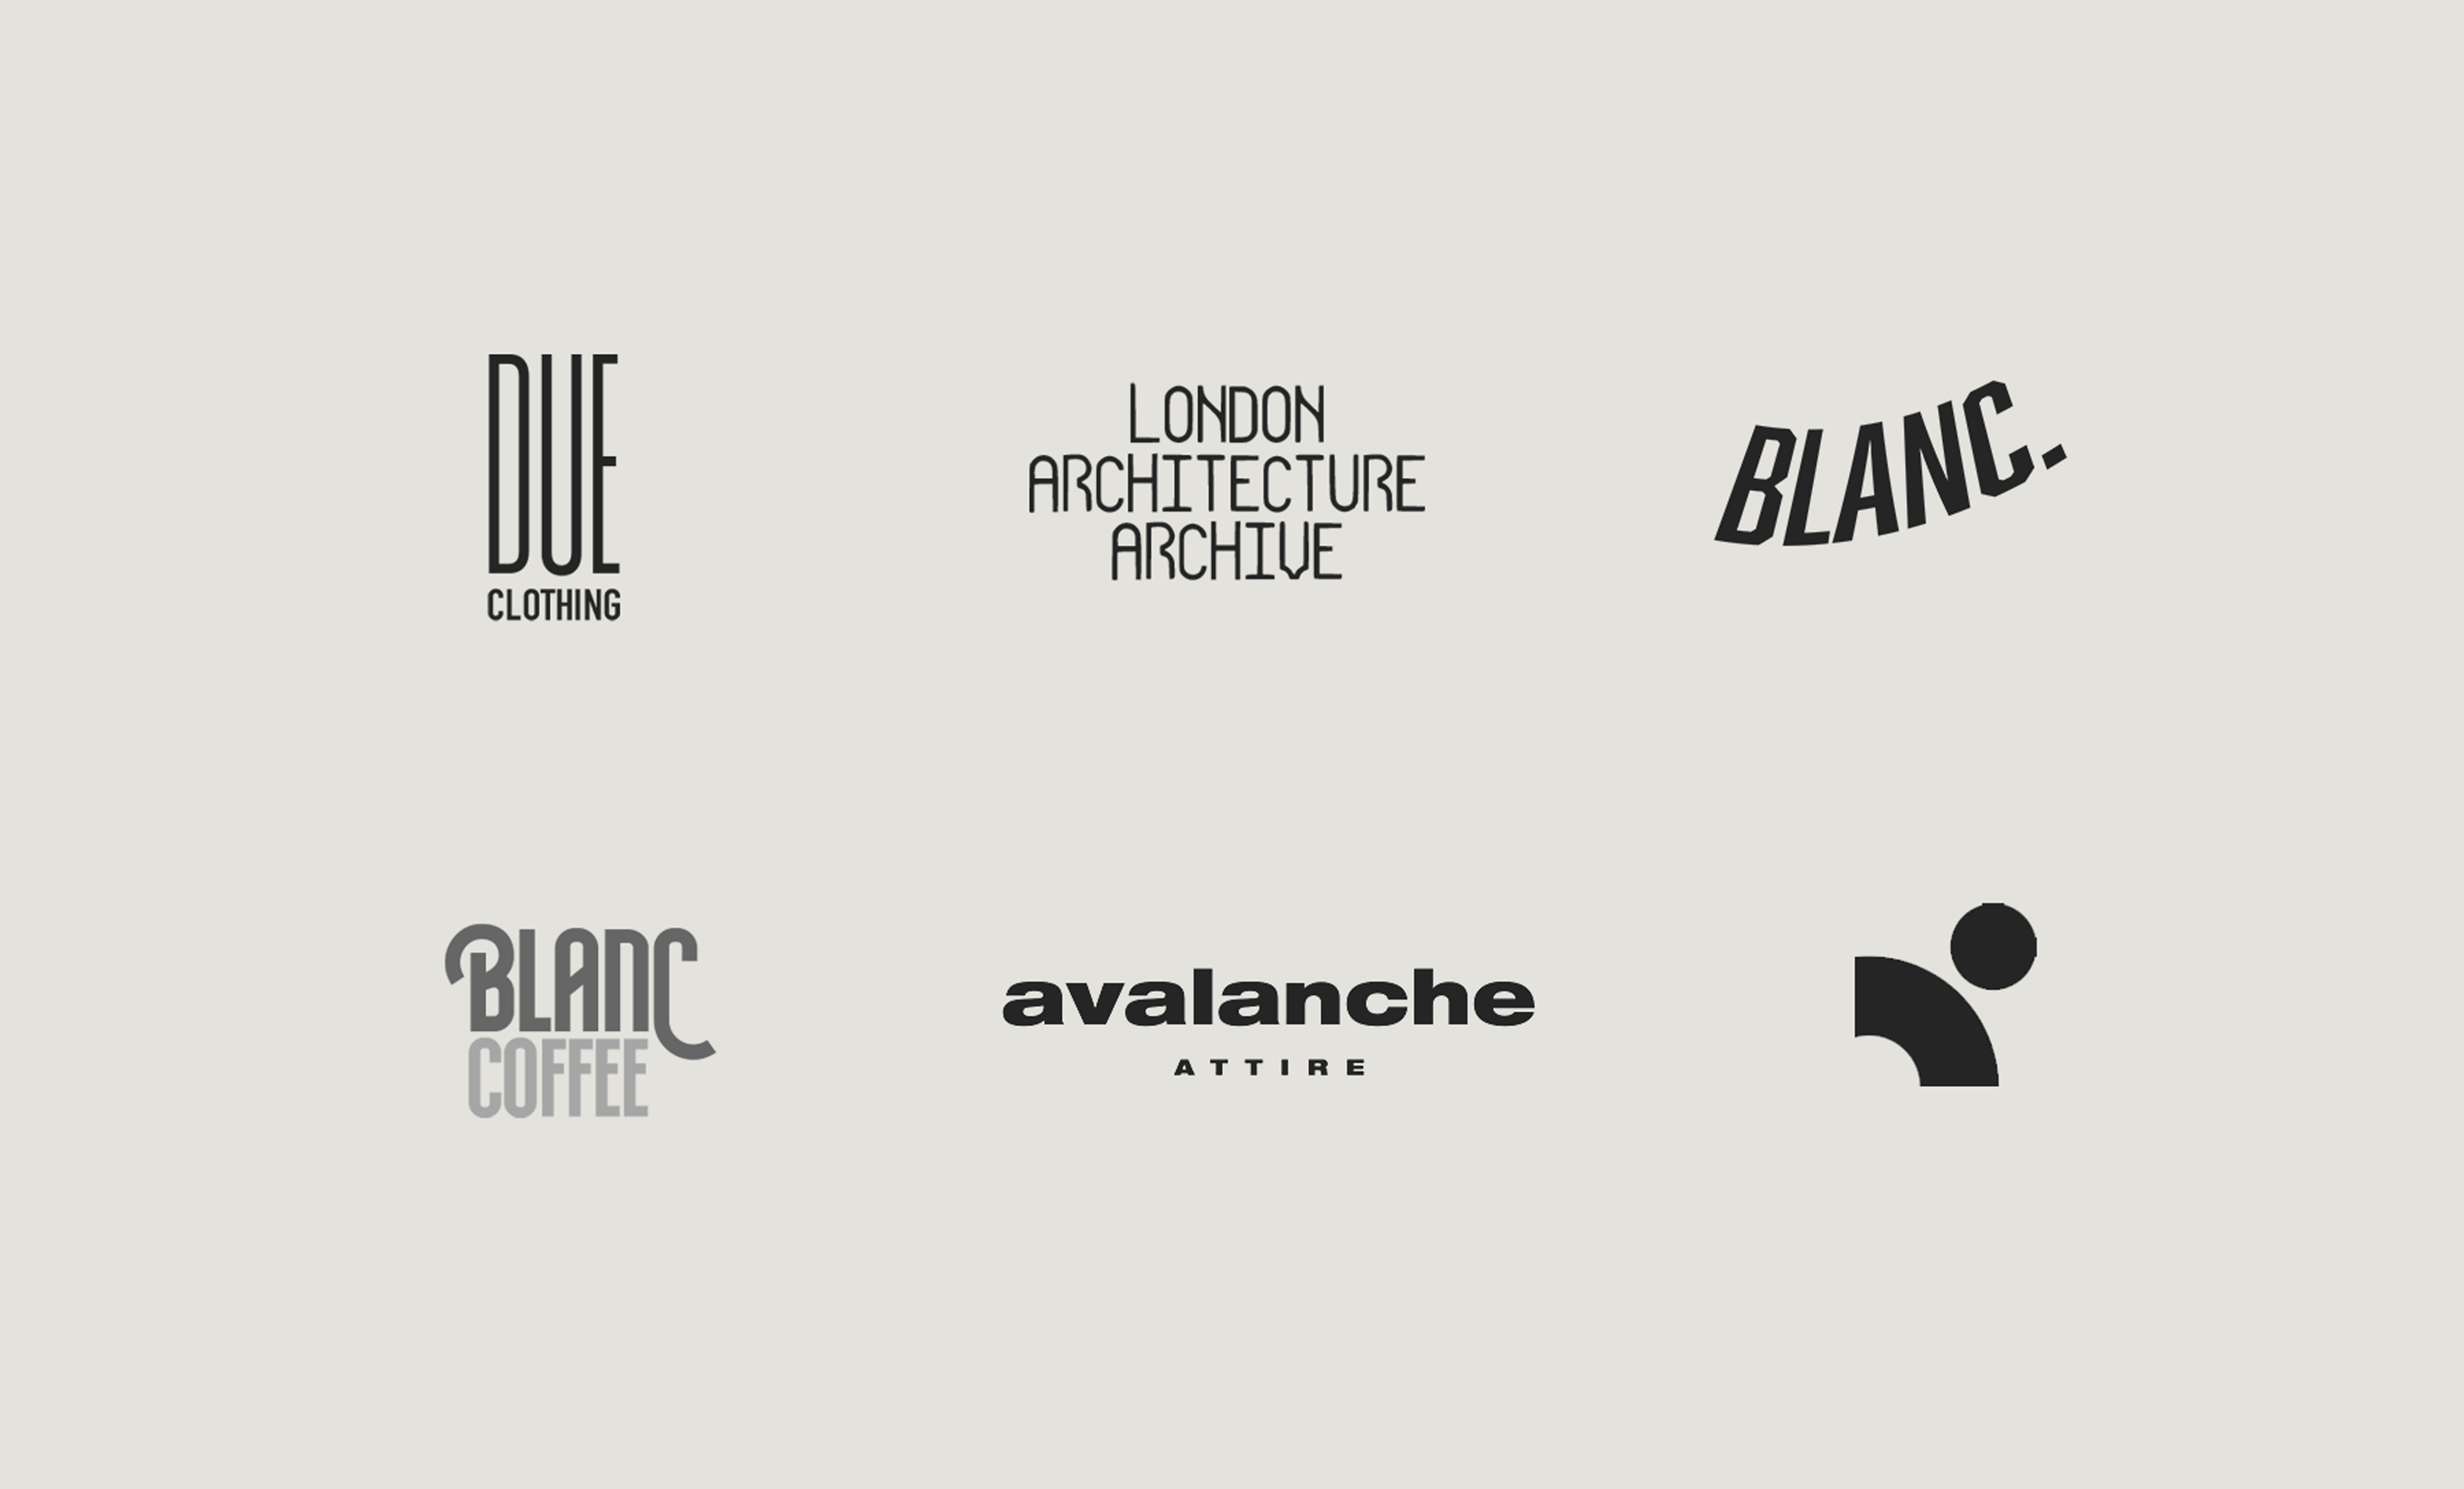 DUE
CLOTHING
LONDON
ARCHITECTURE
ARCHIVE
BLANC.
BLANC
COFFEE
avalanche
ATTIRE